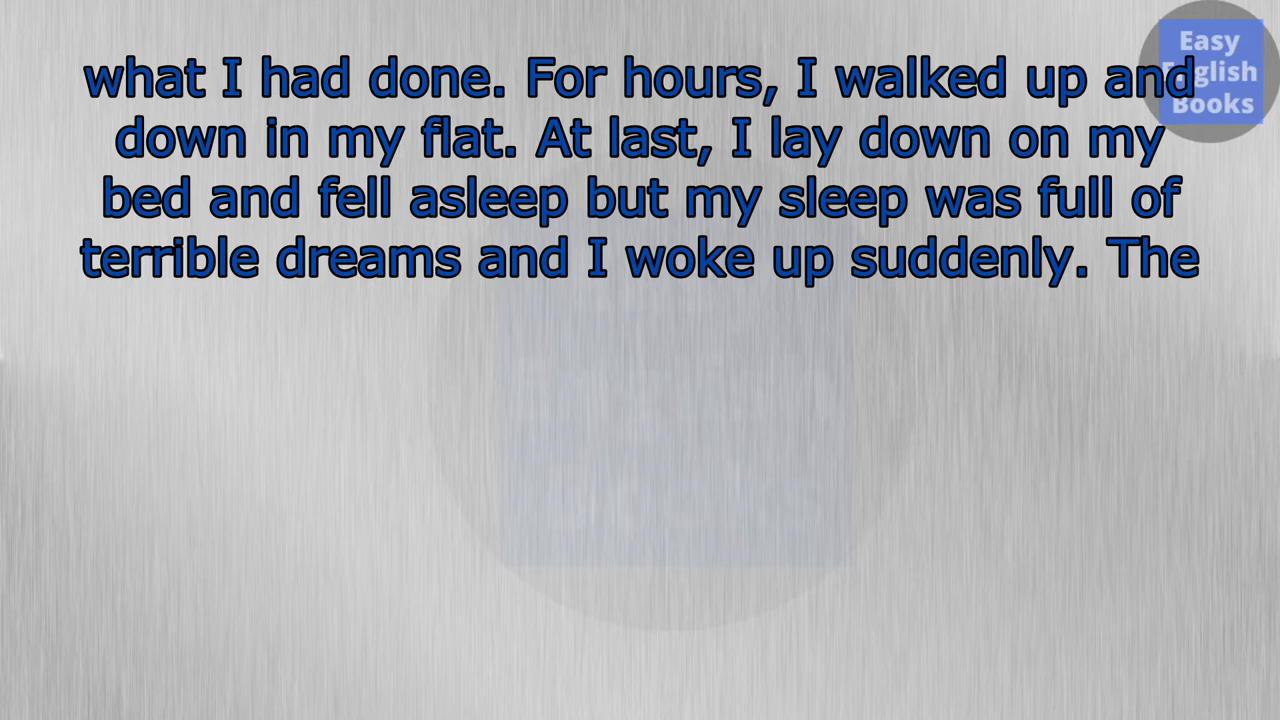 what I had done. For hours, I walked up and
down in my flat. At last, I lay down on my
bed and fell asleep but my sleep was full of
terrible dreams and I woke up suddenly. The
Easy
English
Books